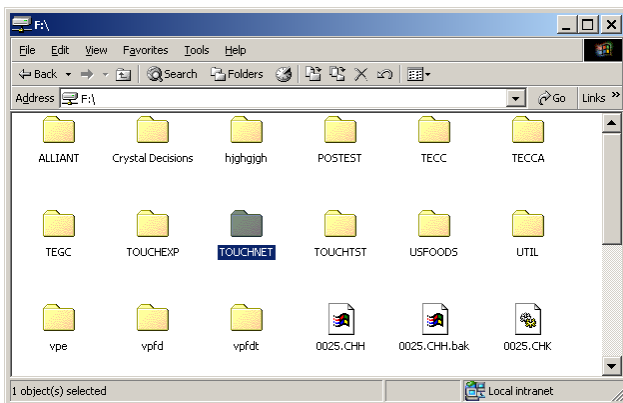 F:\
File Edit View Favorites Tools Help
Back Search Folders
Address F:\ Go Links »
ALLIANT Crystal Decisions hjghgjgh POSTEST TECC TECCA
TEGC TOUCHEXP TOUCHNET TOUCHTST USFOODS UTIL
vpe vpfd vpfdt 0025.CHH 0025.CHH.bak 0025.CHK
1 object(s) selected Local intranet